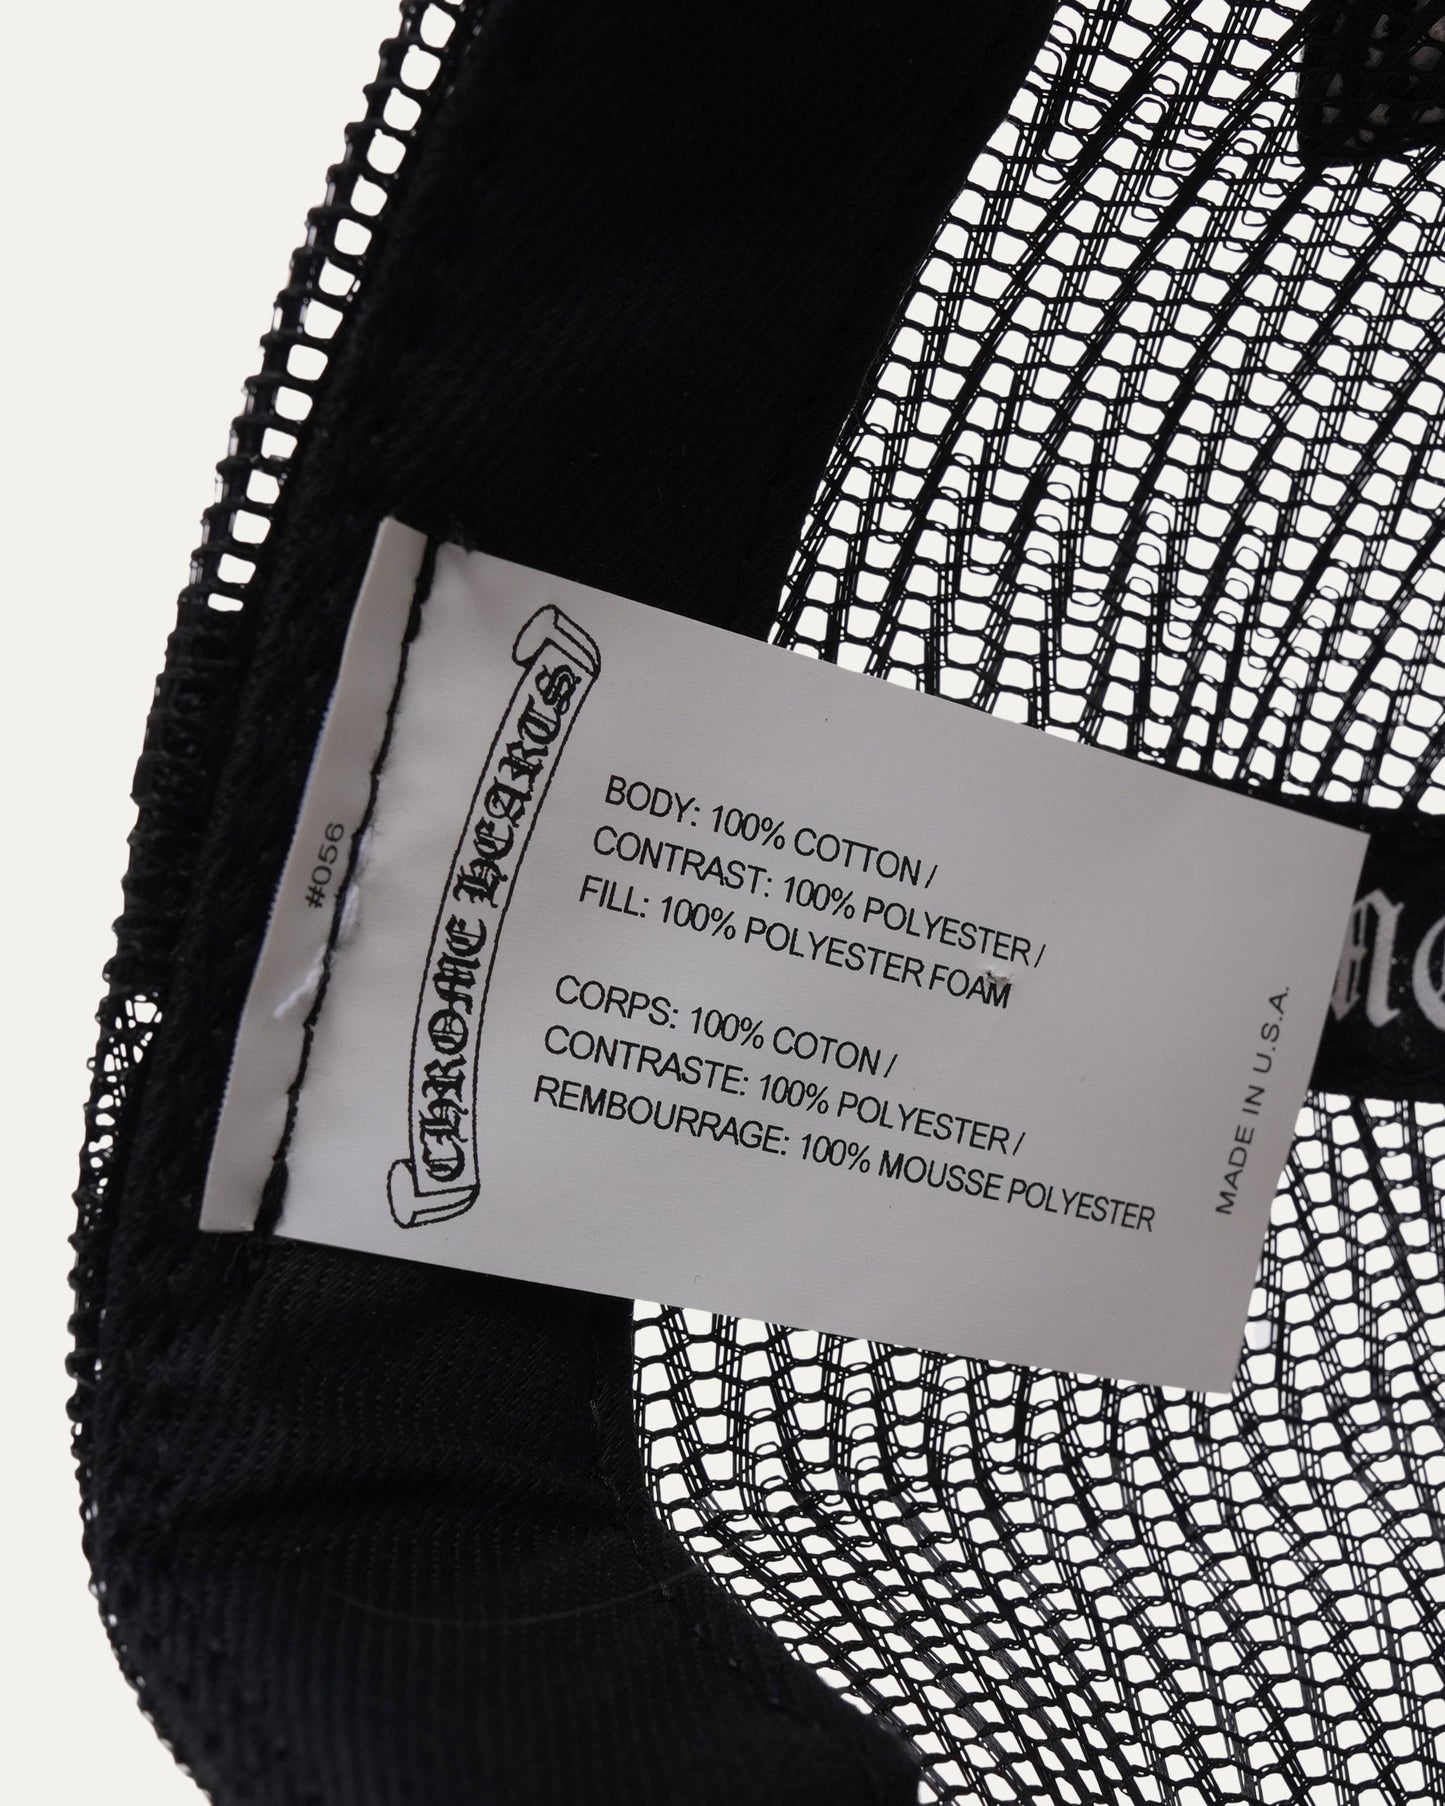 #056
CHROME HEARTS
BODY: 100% COTTON /
CONTRAST: 100% POLYESTER /
FILL: 100% POLYESTER FOAM
CORPS: 100% COTON /
CONTRASTE: 100% POLYESTER /
REMBOURRAGE: 100% MOUSSE POLYESTER
MADE IN U.S.A.